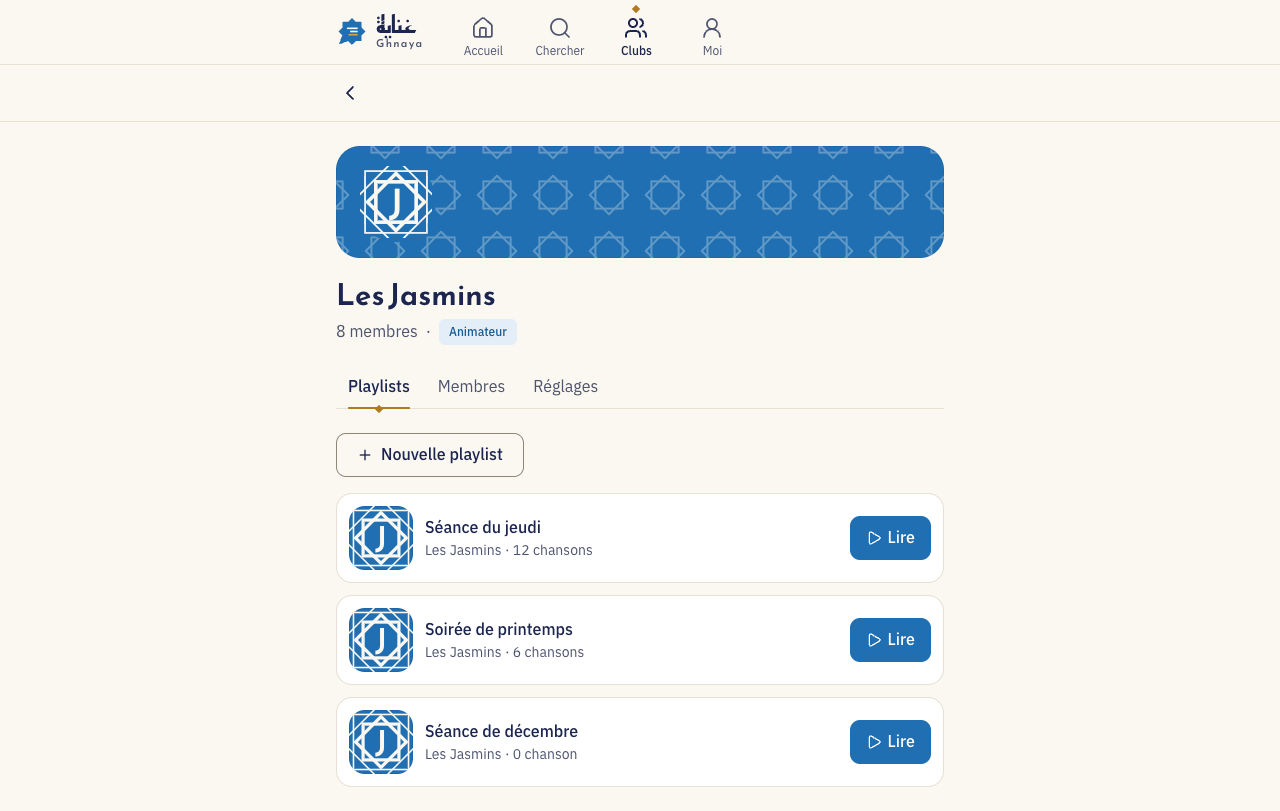 غناية
Ghnaya
Accueil
Chercher
Clubs
Moi
J
Les Jasmins
8 membres · Animateur
Playlists
Membres
Réglages
+ Nouvelle playlist
J
Séance du jeudi
Les Jasmins · 12 chansons
Lire
J
Soirée de printemps
Les Jasmins · 6 chansons
Lire
J
Séance de décembre
Les Jasmins · 0 chanson
Lire